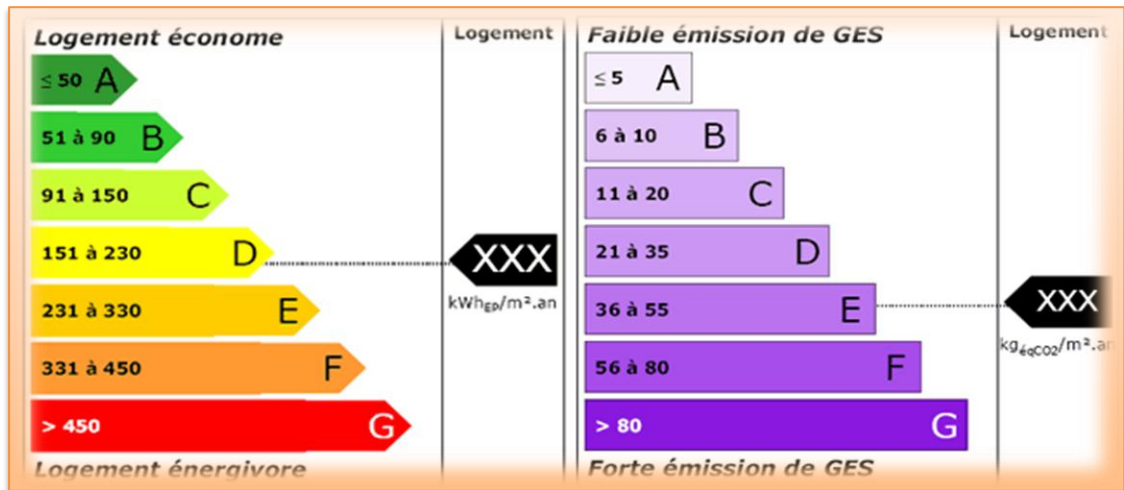 Logement économe
Logement
≤ 50 A
51 à 90 B
91 à 150 C
151 à 230 D
XXX
kWhEP/m².an
231 à 330 E
331 à 450 F
> 450 G
Logement énergivore
Faible émission de GES
Logement
≤ 5 A
6 à 10 B
11 à 20 C
21 à 35 D
36 à 55 E
XXX
kgéqCO2/m².an
56 à 80 F
> 80 G
Forte émission de GES